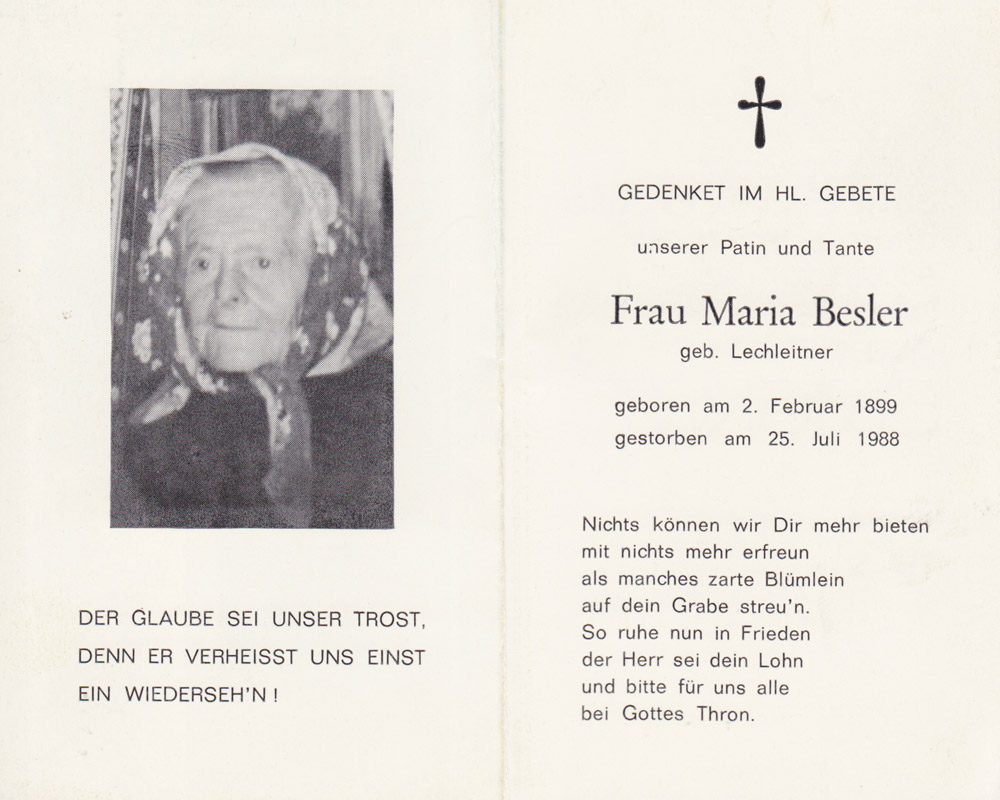 DER GLAUBE SEI UNSER TROST,
DENN ER VERHEISST UNS EINST
EIN WIEDERSEH'N !
GEDENKET IM HL. GEBETE
unserer Patin und Tante
Frau Maria Besler
geb. Lechleitner
geboren am 2. Februar 1899
gestorben am 25. Juli 1988
Nichts können wir Dir mehr bieten
mit nichts mehr erfreun
als manches zarte Blümlein
auf dein Grabe streu'n.
So ruhe nun in Frieden
der Herr sei dein Lohn
und bitte für uns alle
bei Gottes Thron.